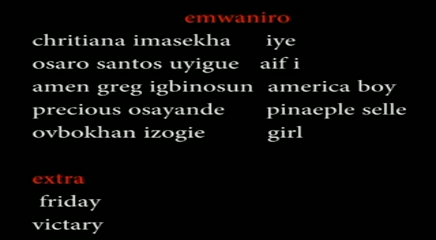 emwaniro
chritiana imasekha iye
osaro santos uyigue aif i
amen greg igbinosun america boy
precious osayande pinaeple selle
ovbokhan izogie girl
extra
friday
victary